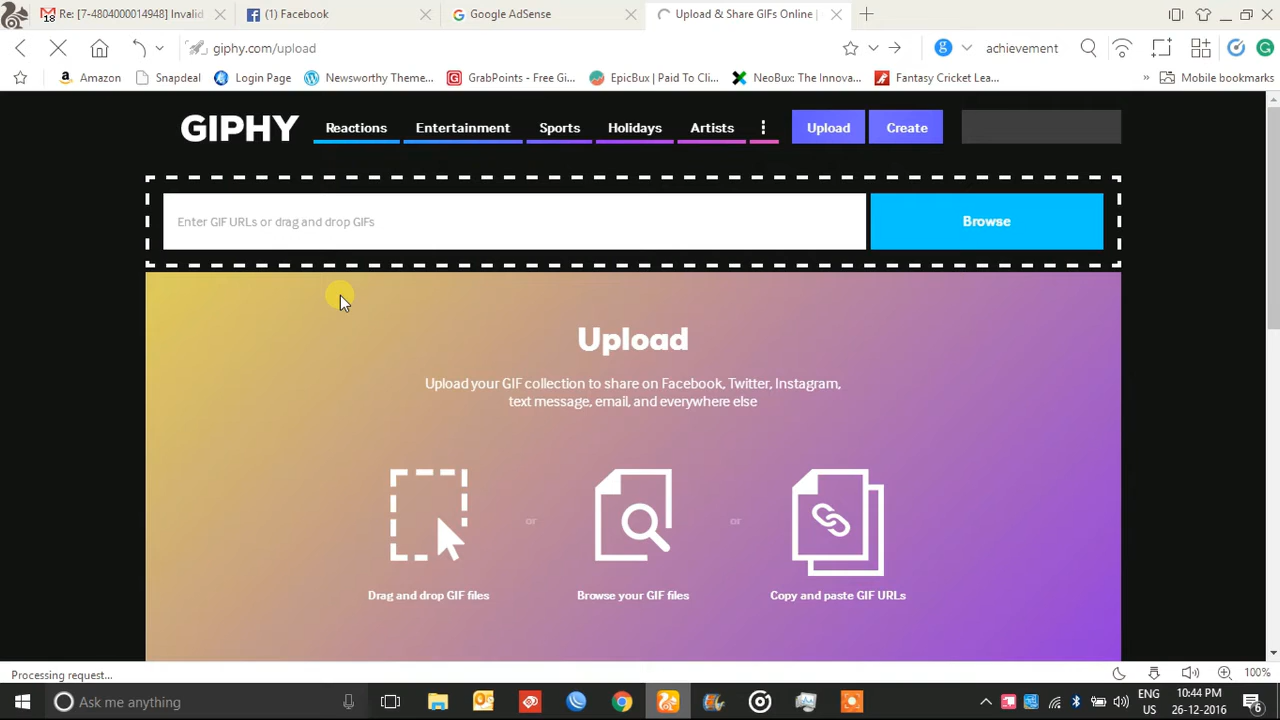 18 Re: [7-4804000014948] Invalid
(1) Facebook
Google AdSense
Upload & Share GIFs Online |
giphy.com/upload
achievement
Amazon
Snapdeal
Login Page
Newsworthy Theme...
GrabPoints - Free Gi...
EpicBux | Paid To Cli...
NeoBux: The Innova...
Fantasy Cricket Lea...
» Mobile bookmarks
GIPHY Reactions Entertainment Sports Holidays Artists Upload Create
Enter GIF URLs or drag and drop GIFs
Browse
Upload
Upload your GIF collection to share on Facebook, Twitter, Instagram,
text message, email, and everywhere else
or
or
Drag and drop GIF files
Browse your GIF files
Copy and paste GIF URLs
Processing request...
100%
Ask me anything
ENG
US
10:44 PM
26-12-2016
6